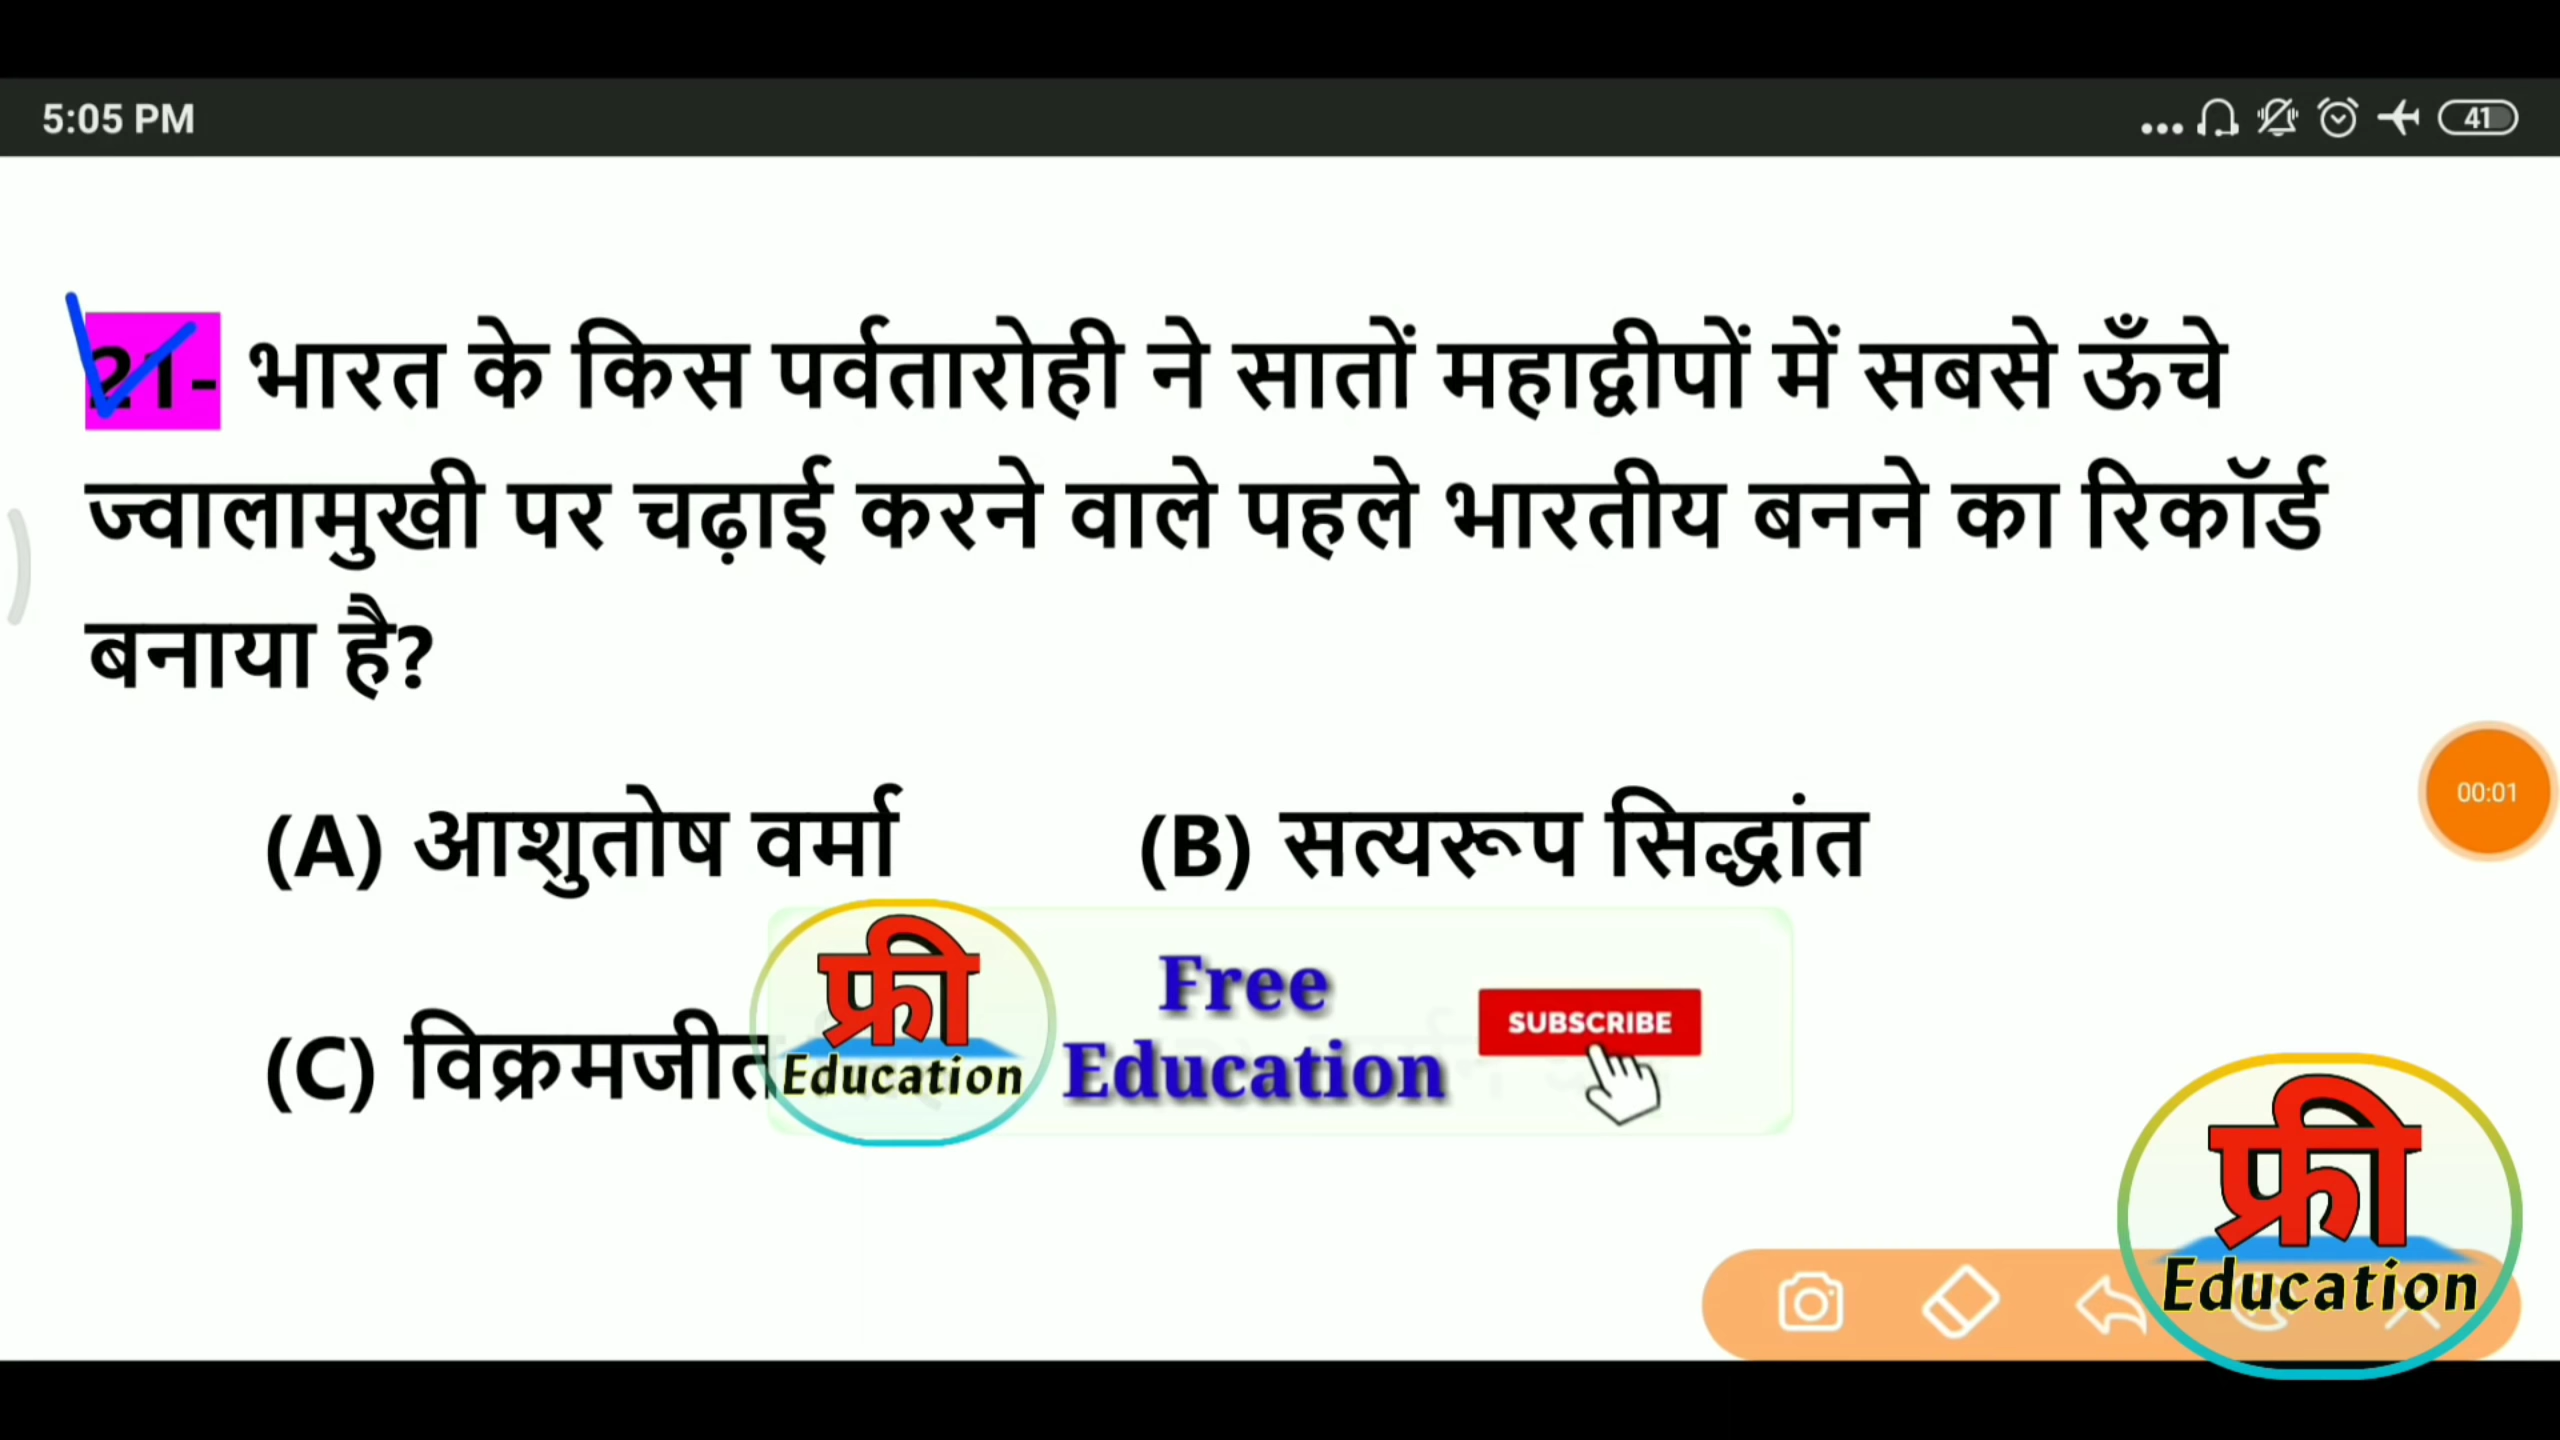 5:05 PM
41
21- भारत के किस पर्वतारोही ने सातों महाद्वीपों में सबसे ऊँचे
ज्वालामुखी पर चढ़ाई करने वाले पहले भारतीय बनने का रिकॉर्ड
बनाया है?
00:01
(A) आशुतोष वर्मा (B) सत्यरूप सिद्धांत
(C) विक्रमजीत
फ्री
Education
Free
Education
SUBSCRIBE
फ्री
Education